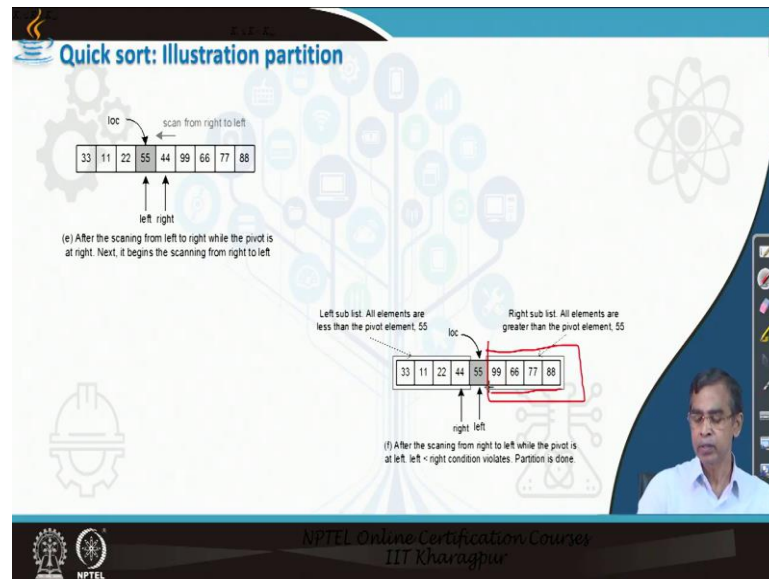 Quick sort: Illustration partition
loc
scan from right to left
33 11 22 55 44 99 66 77 88
left right
(e) After the scaning from left to right while the pivot is
at right. Next, it begins the scanning from right to left
Left sub list. All elements are
less than the pivot element, 55
loc
Right sub list. All elements are
greater than the pivot element, 55
33 11 22 44 55 99 66 77 88
right left
(f) After the scaning from right to left while the pivot is
at left. left < right condition violates. Partition is done.
NPTEL Online Certification Courses
IIT Kharagpur
NPTEL